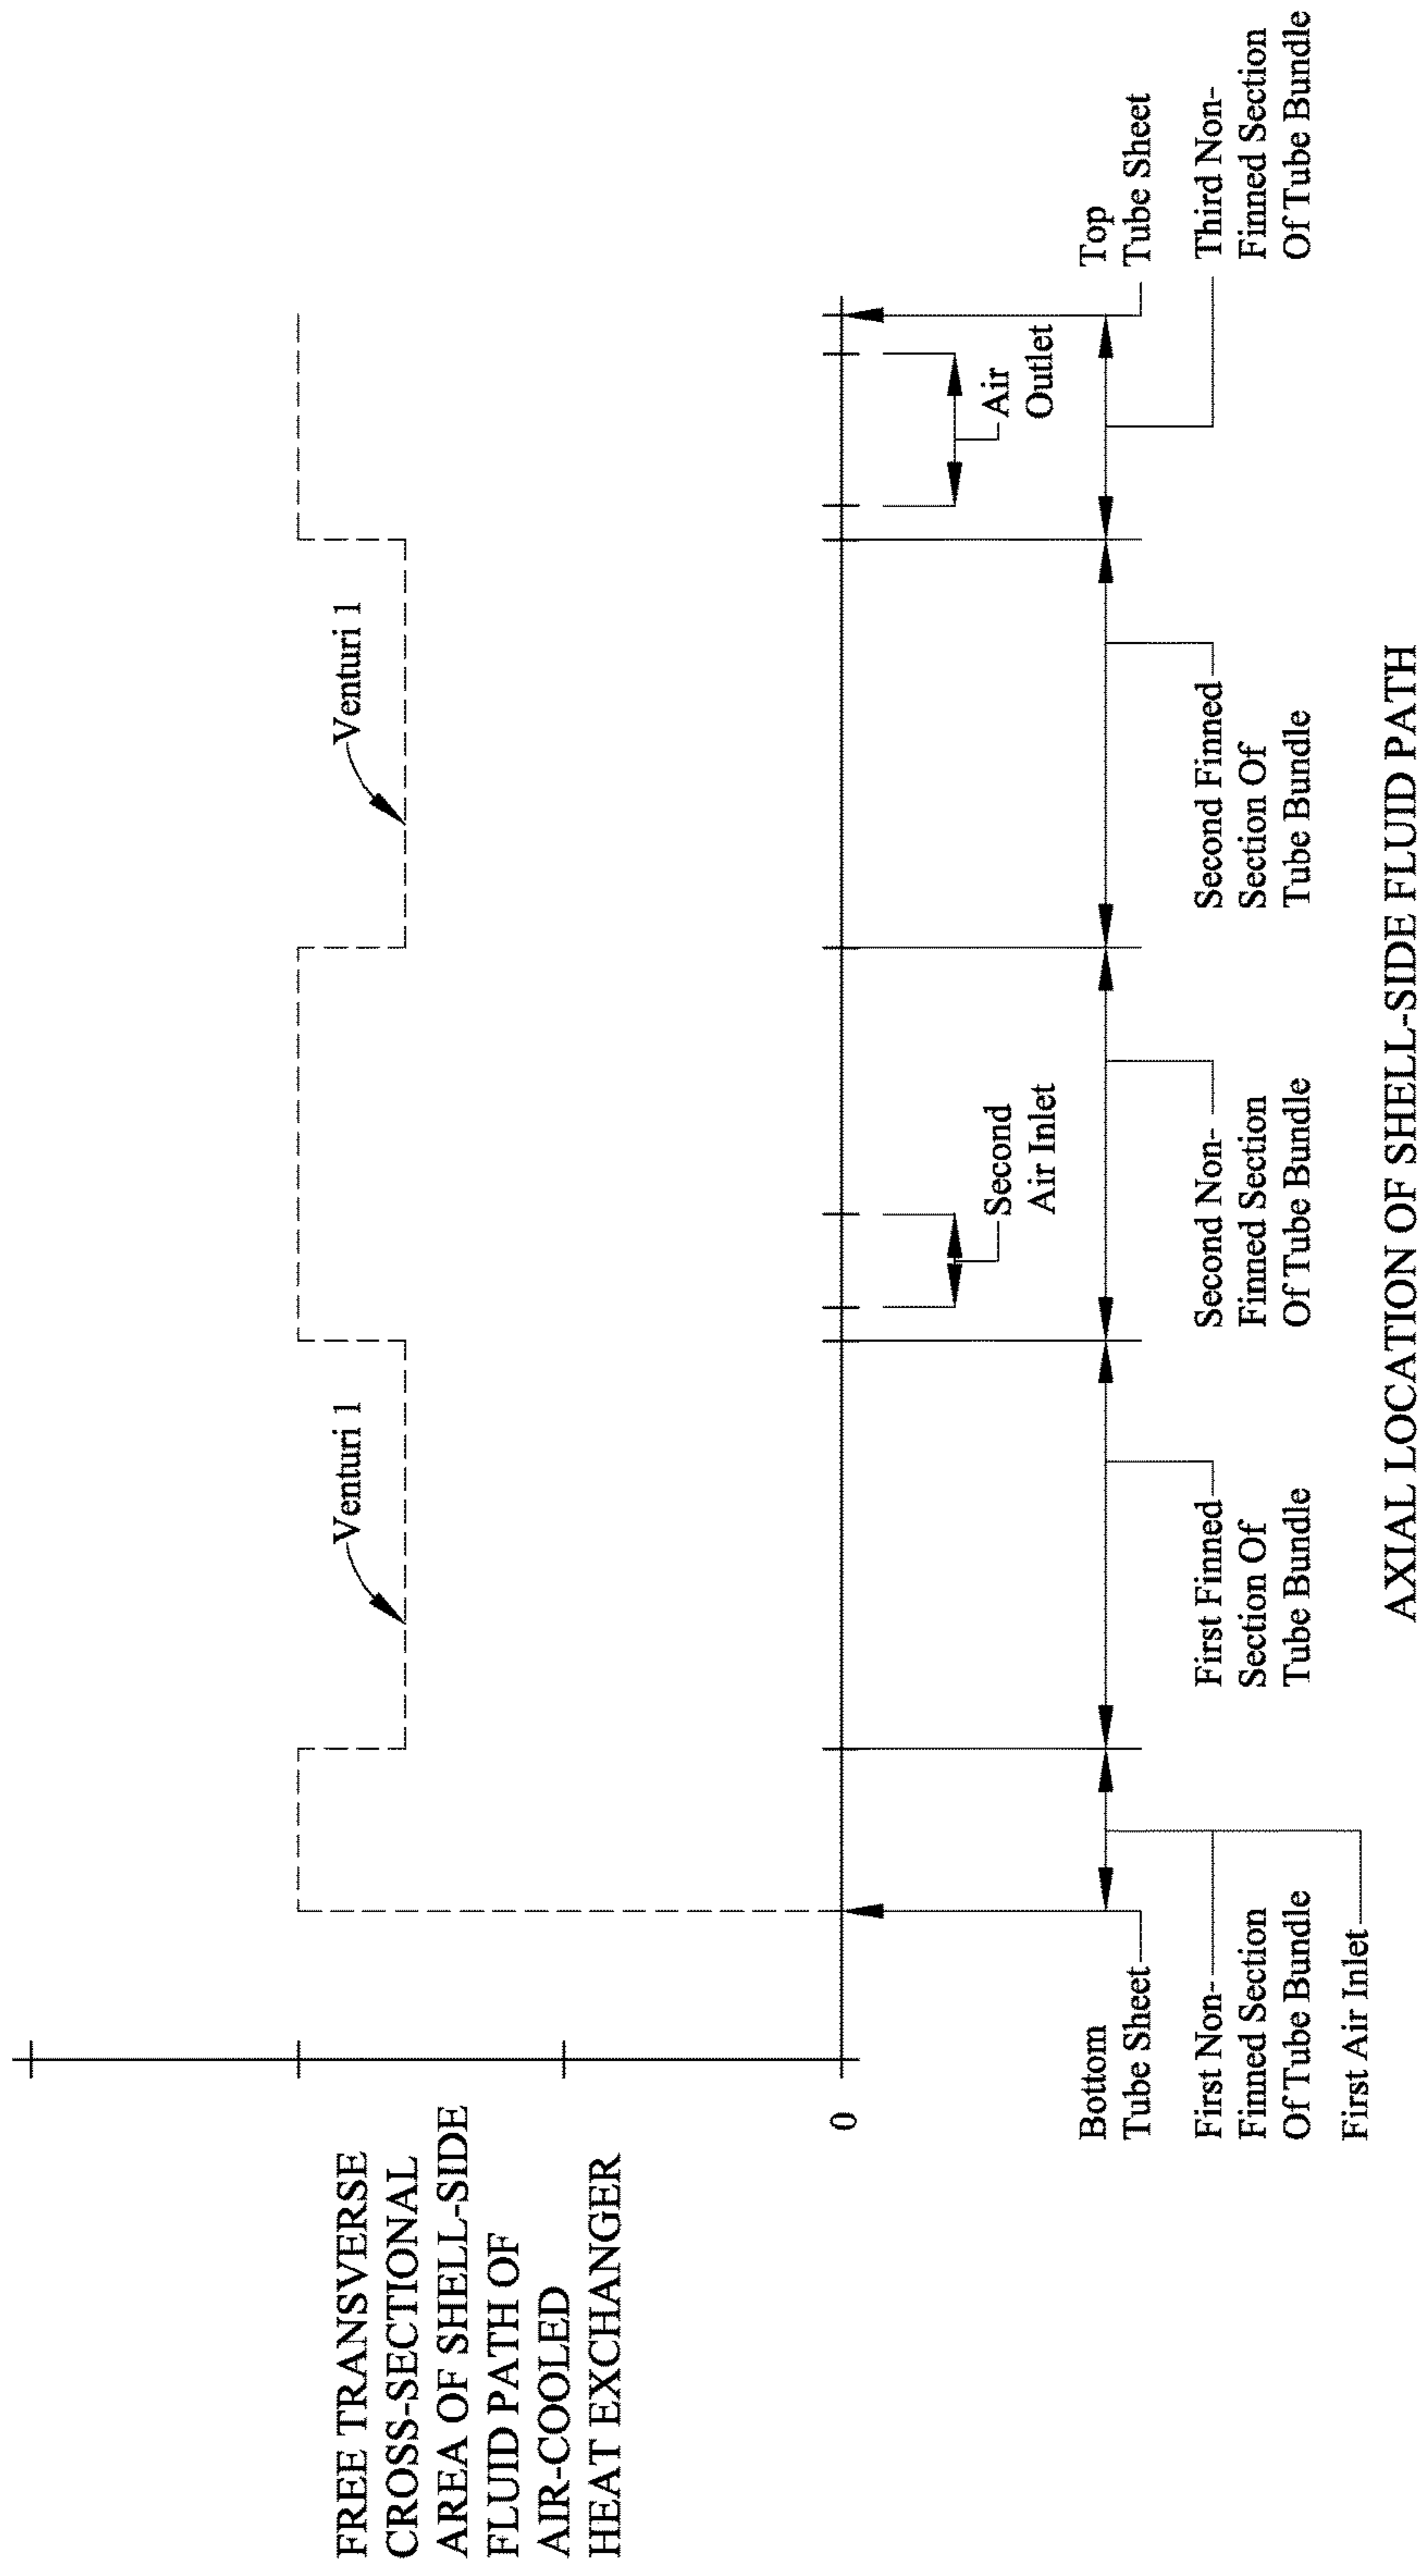 FREE TRANSVERSE
CROSS-SECTIONAL
AREA OF SHELL-SIDE
FLUID PATH OF
AIR-COOLED
HEAT EXCHANGER
Venturi 1
Venturi 1
0
Second
Air Inlet
Air
Outlet
Bottom
Tube Sheet
First Non-
Finned Section
Of Tube Bundle
First Air Inlet
First Finned
Section Of
Tube Bundle
Second Non-
Finned Section
Of Tube Bundle
Second Finned
Section Of
Tube Bundle
Top
Tube Sheet
Third Non-
Finned Section
Of Tube Bundle
AXIAL LOCATION OF SHELL-SIDE FLUID PATH